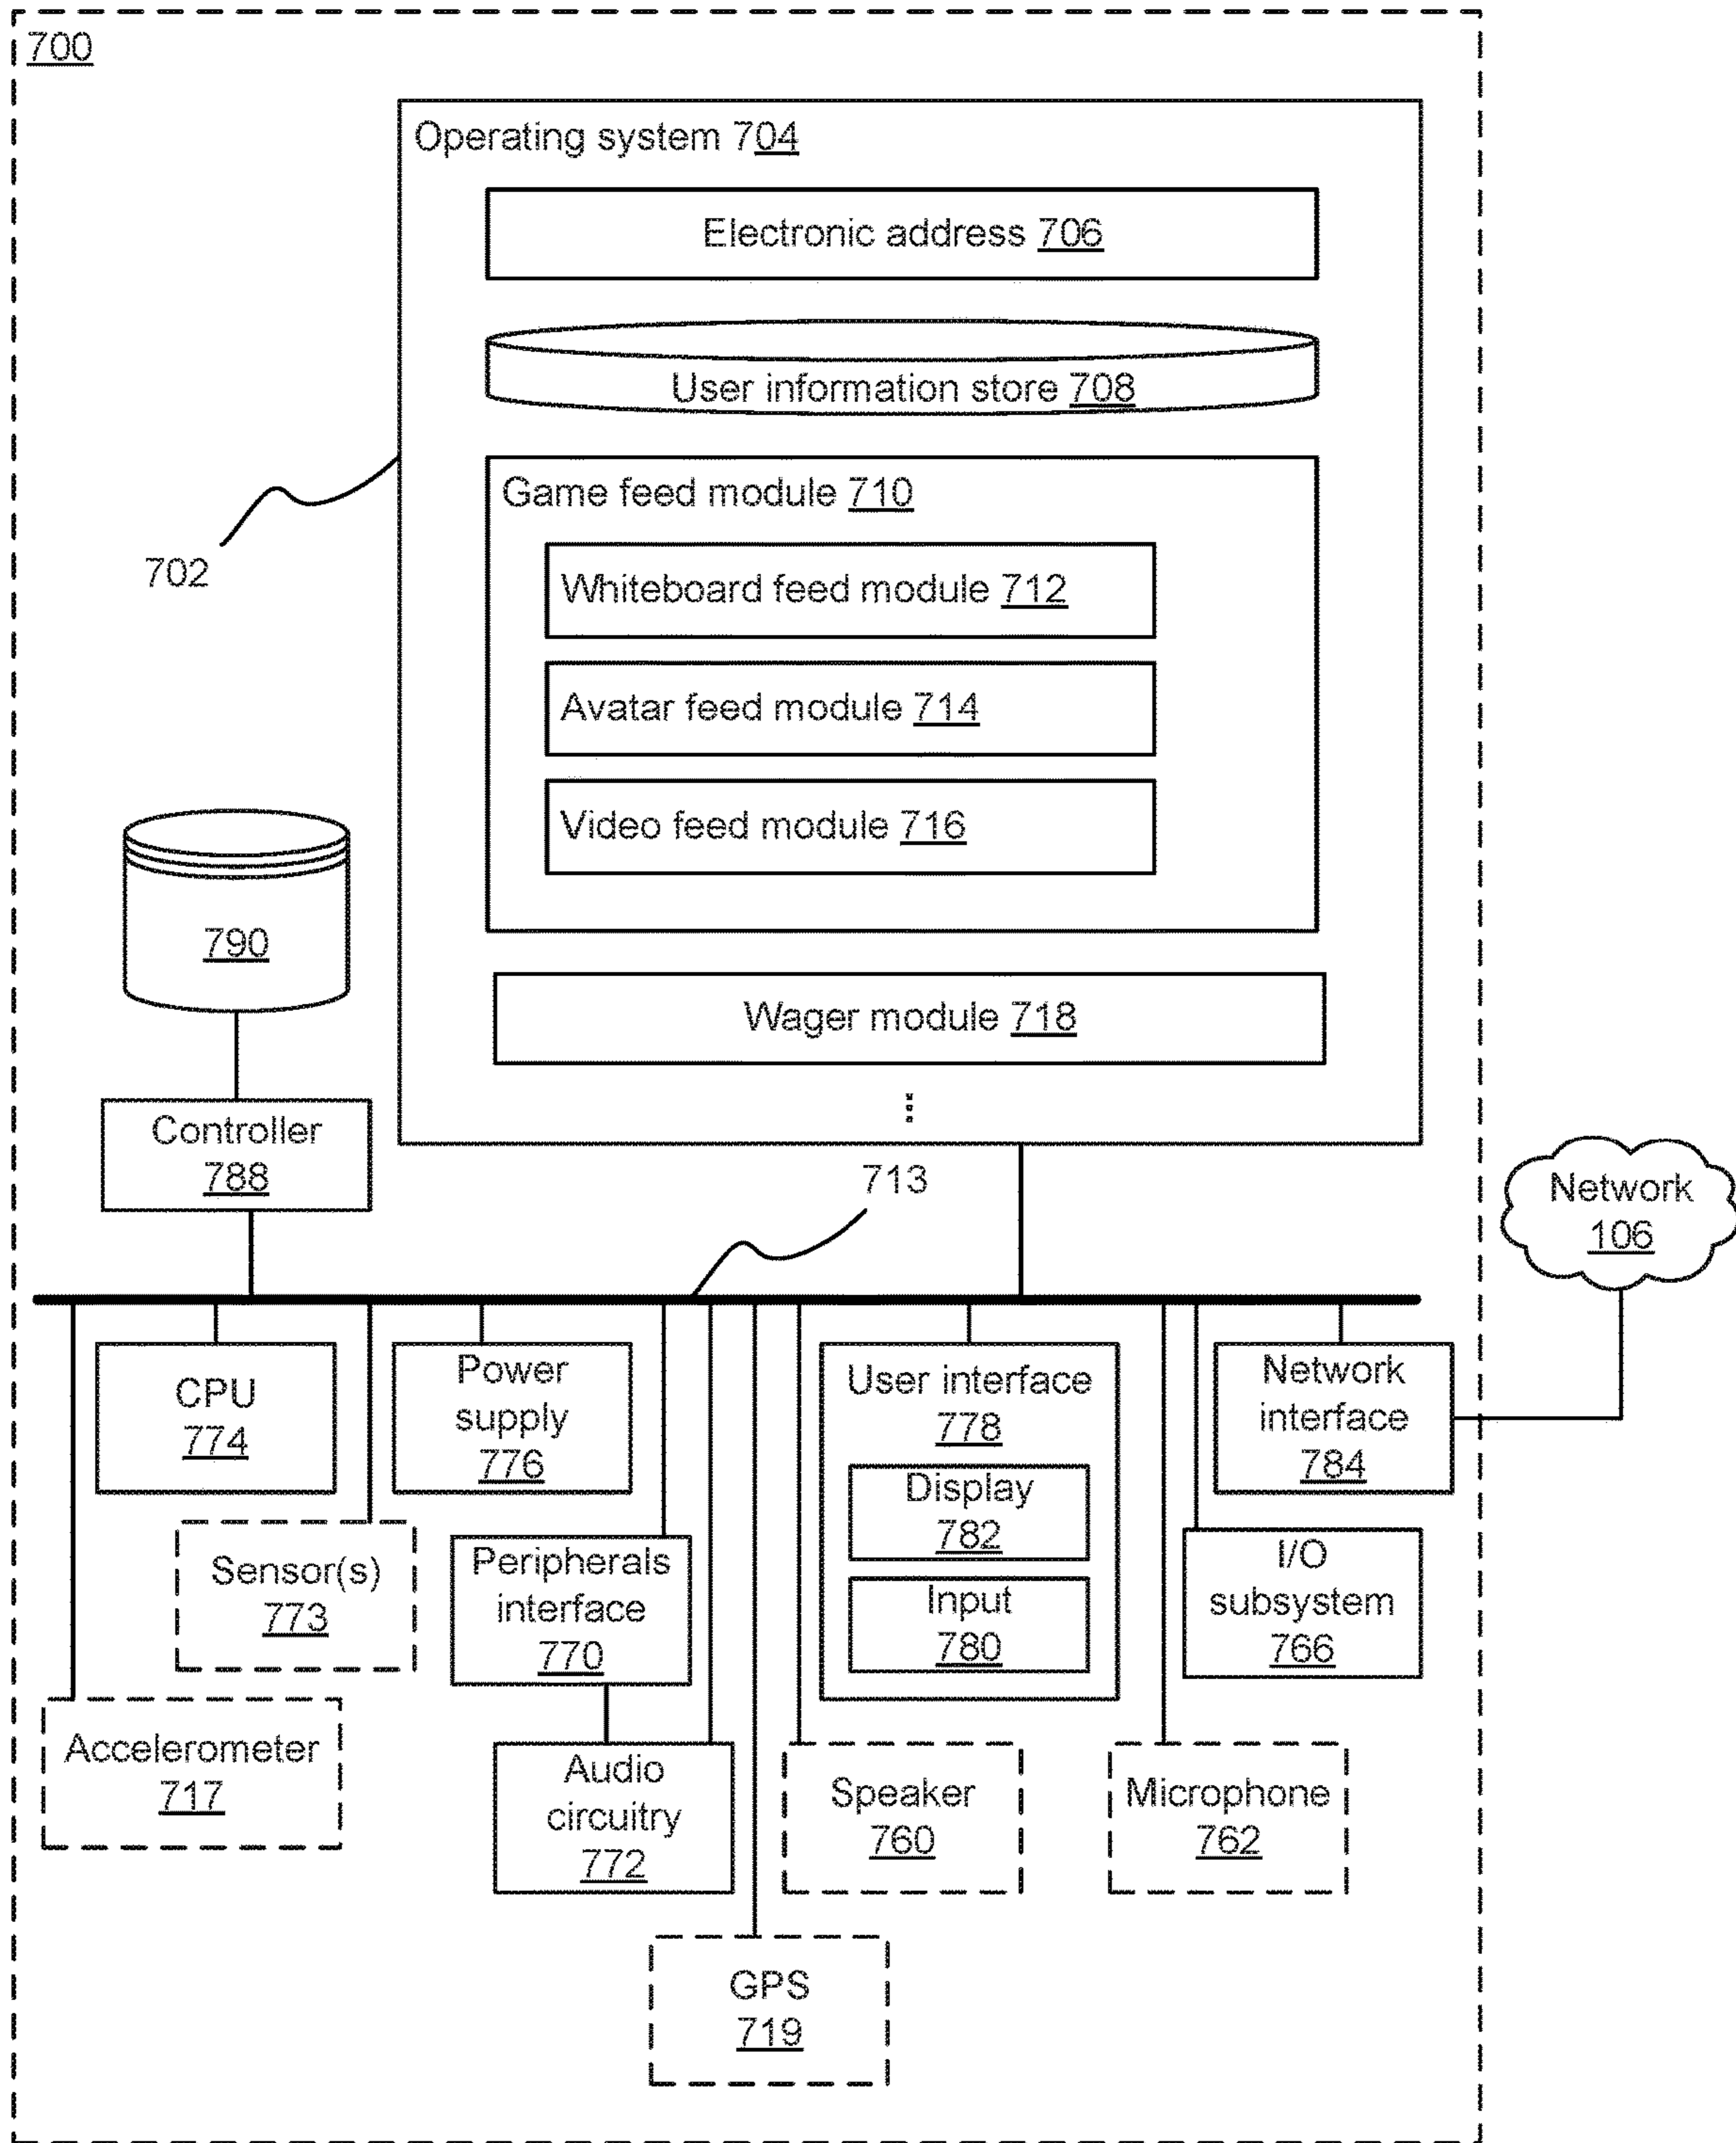 700
Operating system 704
Electronic address 706
User information store 708
Game feed module 710
702
Whiteboard feed module 712
Avatar feed module 714
Video feed module 716
790
Wager module 718
⋮
Controller
788
713
Network
106
CPU
774
Power
supply
776
User interface
778
Display
782
Input
780
Network
interface
784
Sensor(s)
773
Peripherals
interface
770
I/O
subsystem
766
Accelerometer
717
Audio
circuitry
772
Speaker
760
Microphone
762
GPS
719